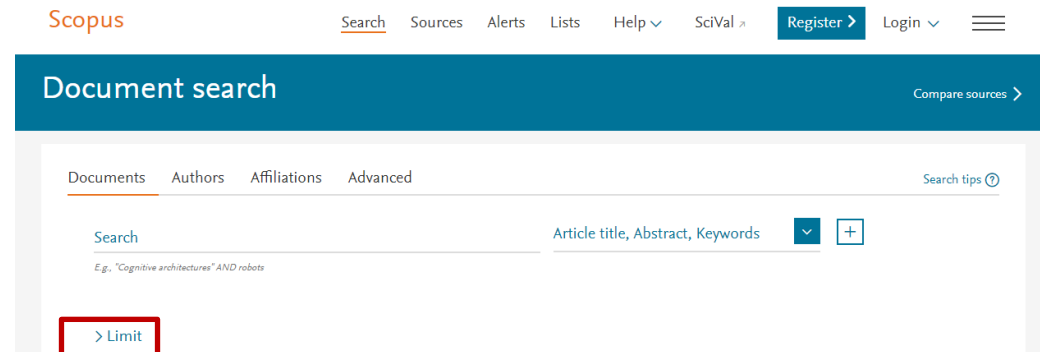 Scopus
Search Sources Alerts Lists Help SciVal Register Login
Document search
Compare sources
Documents Authors Affiliations Advanced
Search tips
Search
Article title, Abstract, Keywords
E.g., "Cognitive architectures" AND robots
> Limit